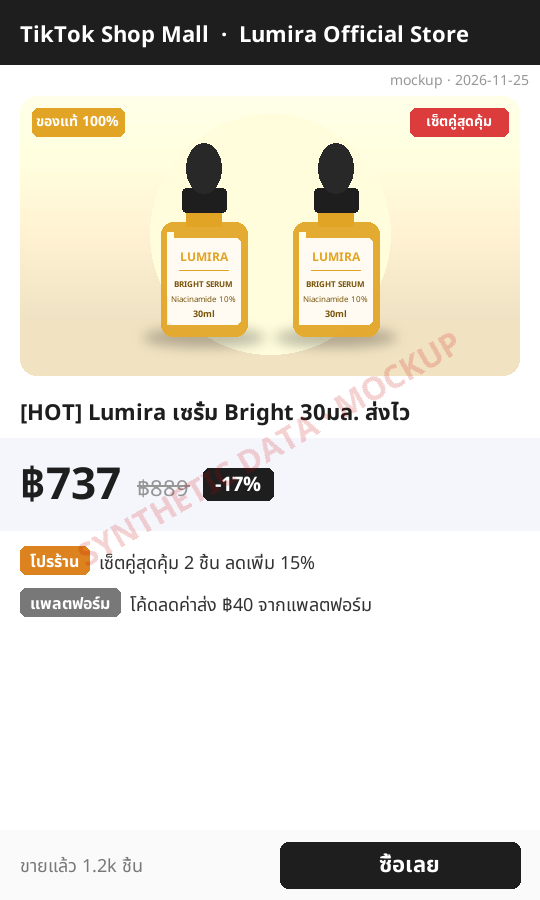 TikTok Shop Mall · Lumira Official Store
mockup · 2026-11-25
ของแท้ 100%
เซ็ตคู่สุดคุ้ม
LUMIRA
BRIGHT SERUM
Niacinamide 10%
30ml
LUMIRA
BRIGHT SERUM
Niacinamide 10%
30ml
[HOT] Lumira เซรั่ม Bright 30มล. ส่งไว
฿737 ฿889 -17%
SYNTHETIC DATA · MOCKUP
โปรร้าน เซ็ตคู่สุดคุ้ม 2 ชิ้น ลดเพิ่ม 15%
แพลตฟอร์ม โค้ดลดค่าส่ง ฿40 จากแพลตฟอร์ม
ขายแล้ว 1.2k ชิ้น
ซื้อเลย